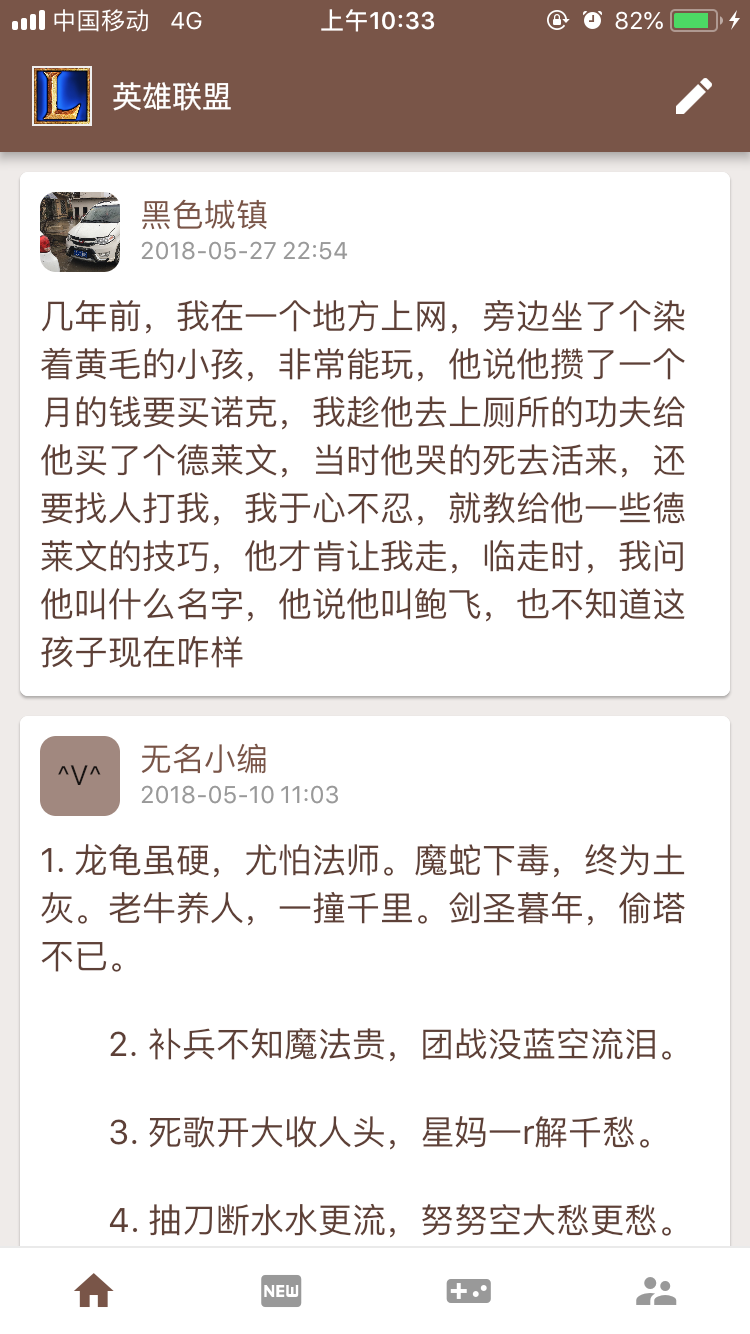 中国移动 4G 上午10:33 82%
英雄联盟
黑色城镇
2018-05-27 22:54
几年前，我在一个地方上网，旁边坐了个染
着黄毛的小孩，非常能玩，他说他攒了一个
月的钱要买诺克，我趁他去上厕所的功夫给
他买了个德莱文，当时他哭的死去活来，还
要找人打我，我于心不忍，就教给他一些德
莱文的技巧，他才肯让我走，临走时，我问
他叫什么名字，他说他叫鲍飞，也不知道这
孩子现在咋样
^V^
无名小编
2018-05-10 11:03
1. 龙龟虽硬，尤怕法师。魔蛇下毒，终为土
灰。老牛养人，一撞千里。剑圣暮年，偷塔
不已。
2. 补兵不知魔法贵，团战没蓝空流泪。
3. 死歌开大收人头，星妈一r解千愁。
4. 抽刀断水水更流，努努空大愁更愁。
NEW